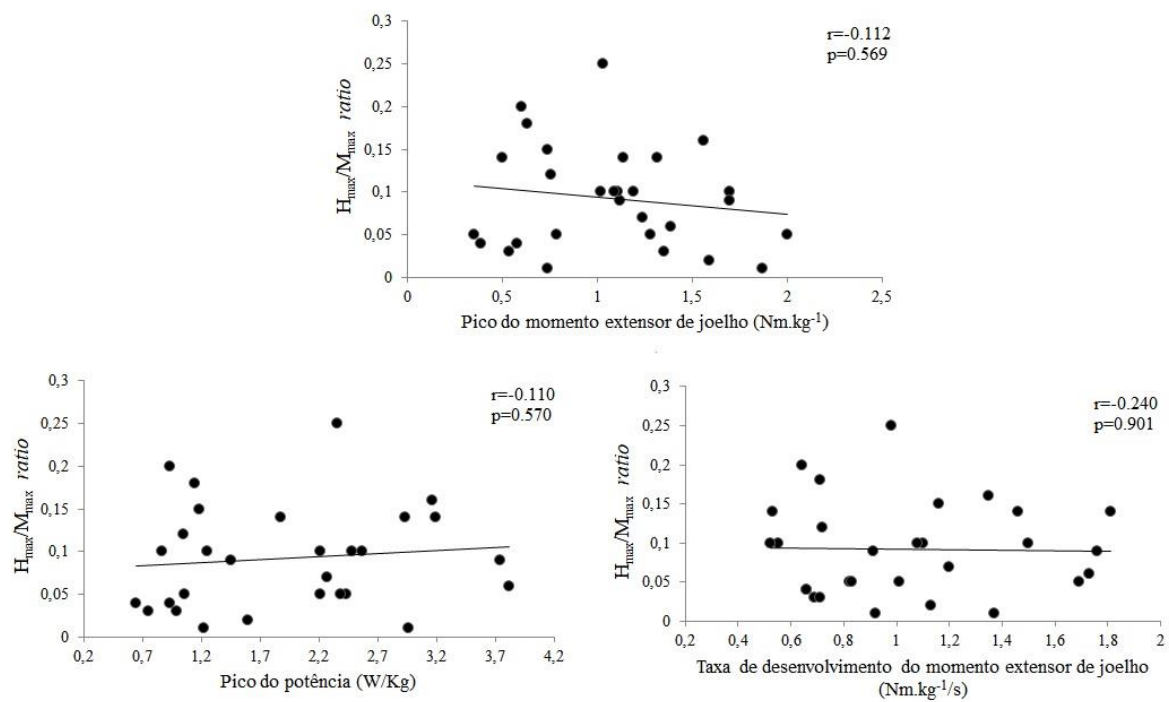 r=-0.112
p=0.569
H_max/M_max ratio
0,3
0,25
0,2
0,15
0,1
0,05
0
0 0,5 1 1,5 2 2,5
Pico do momento extensor de joelho (Nm.kg⁻¹)
r=-0.110
p=0.570
H_max/M_max ratio
0,3
0,25
0,2
0,15
0,1
0,05
0
0,2 0,7 1,2 1,7 2,2 2,7 3,2 3,7 4,2
Pico do potência (W/Kg)
r=-0.240
p=0.901
H_max/M_max ratio
0,3
0,25
0,2
0,15
0,1
0,05
0
0,2 0,4 0,6 0,8 1 1,2 1,4 1,6 1,8 2
Taxa de desenvolvimento do momento extensor de joelho
(Nm.kg⁻¹/s)